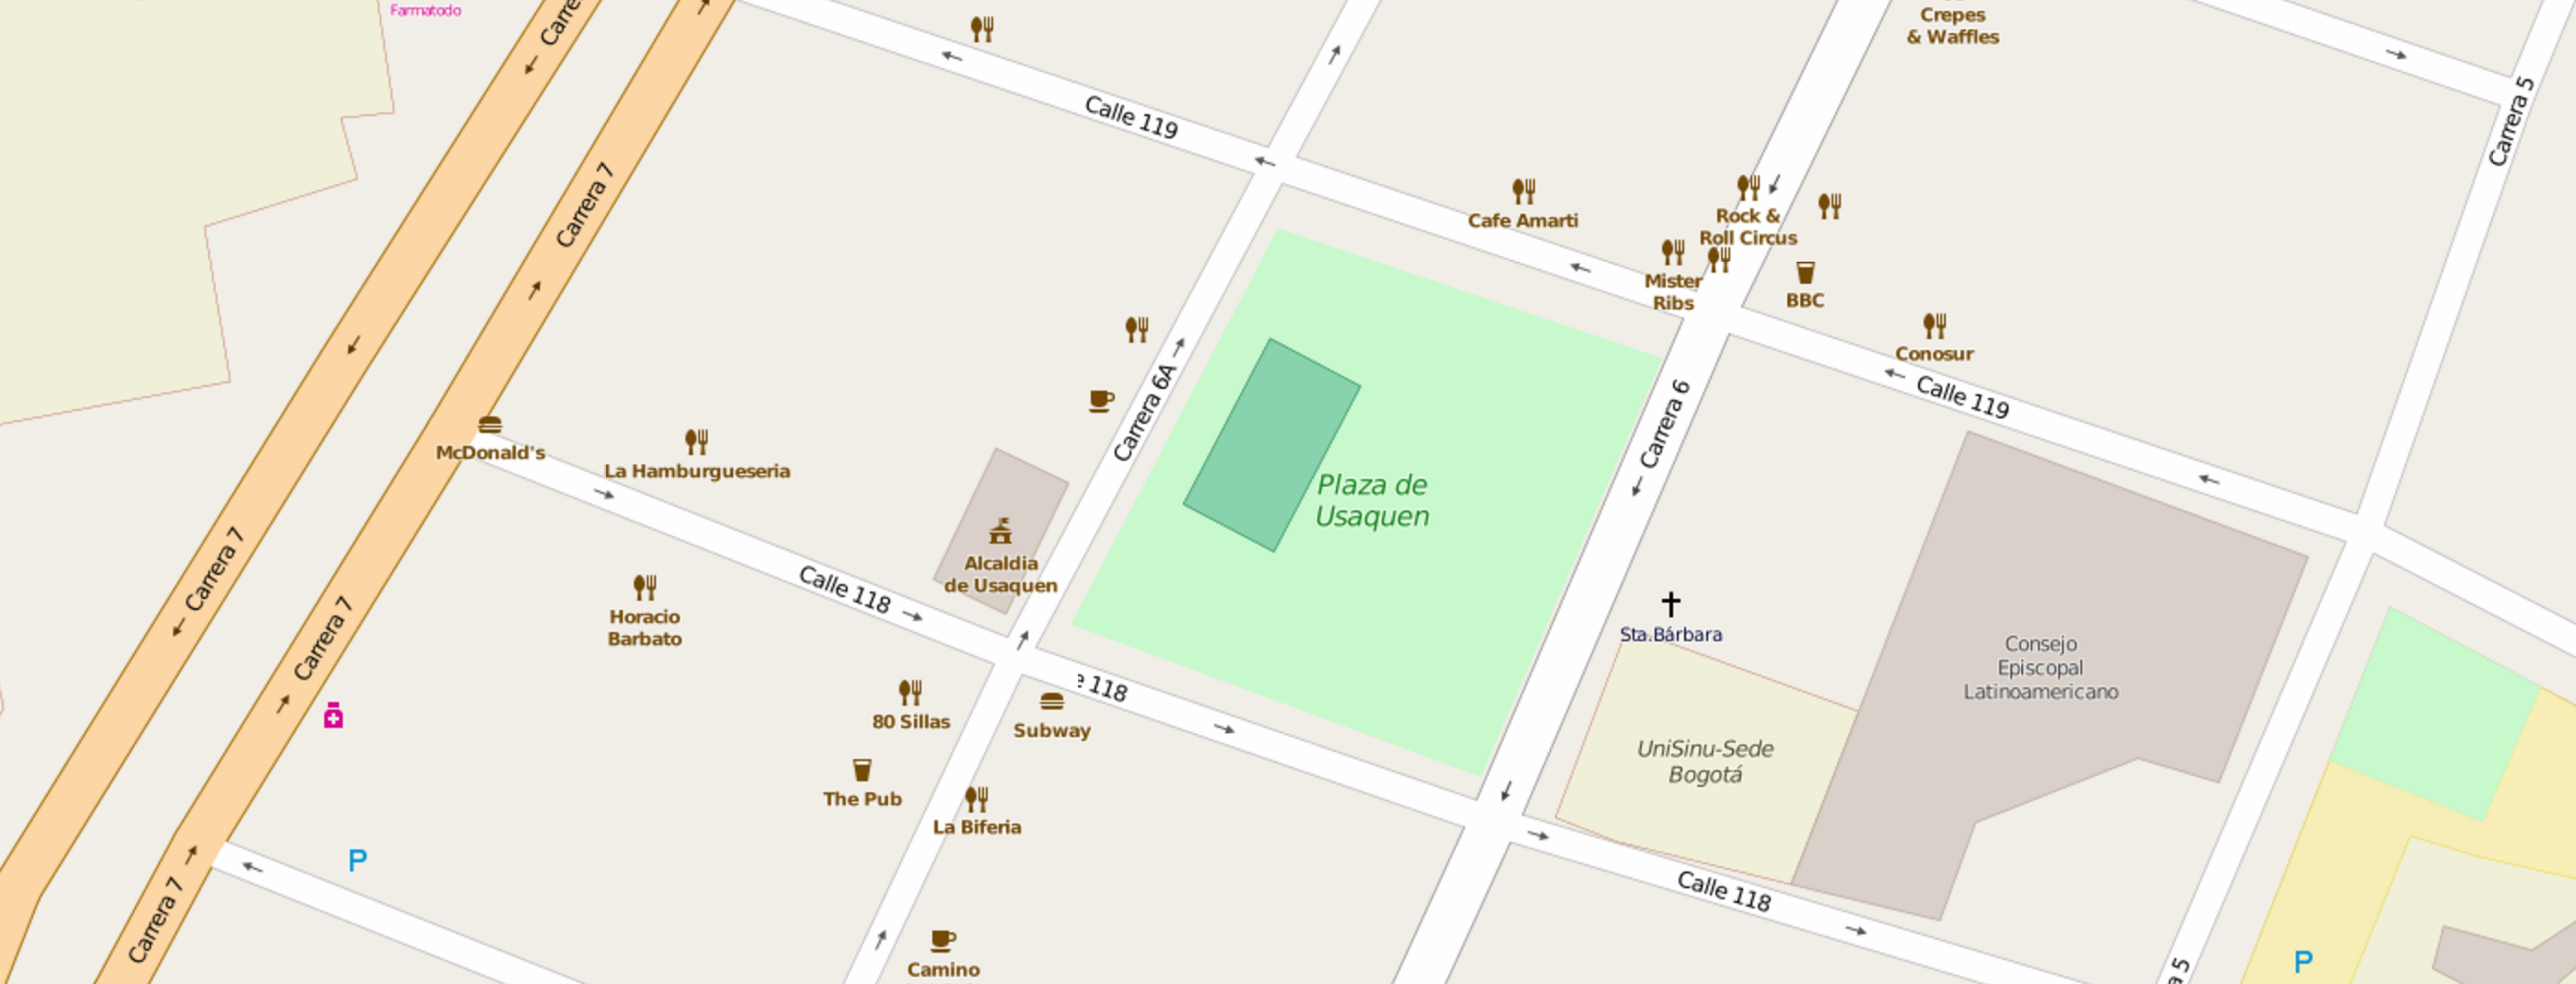 Farmatodo
Carre
Crepes
& Waffles
Calle 119
Carrera 5
Carrera 7
Cafe Amarti
Rock &
Roll Circus
Mister
Ribs
BBC
Conosur
Calle 119
Carrera 6A
Carrera 6
McDonald's
La Hamburgueseria
Plaza de
Usaquen
Alcaldia
de Usaquen
Calle 118
Carrera 7
Carrera 7
Horacio
Barbato
Sta.Bárbara
Consejo
Episcopal
Latinoamericano
e 118
80 Sillas
Subway
UniSinu-Sede
Bogotá
The Pub
La Biferia
P
Calle 118
Carrera 7
Camino
a 5
P